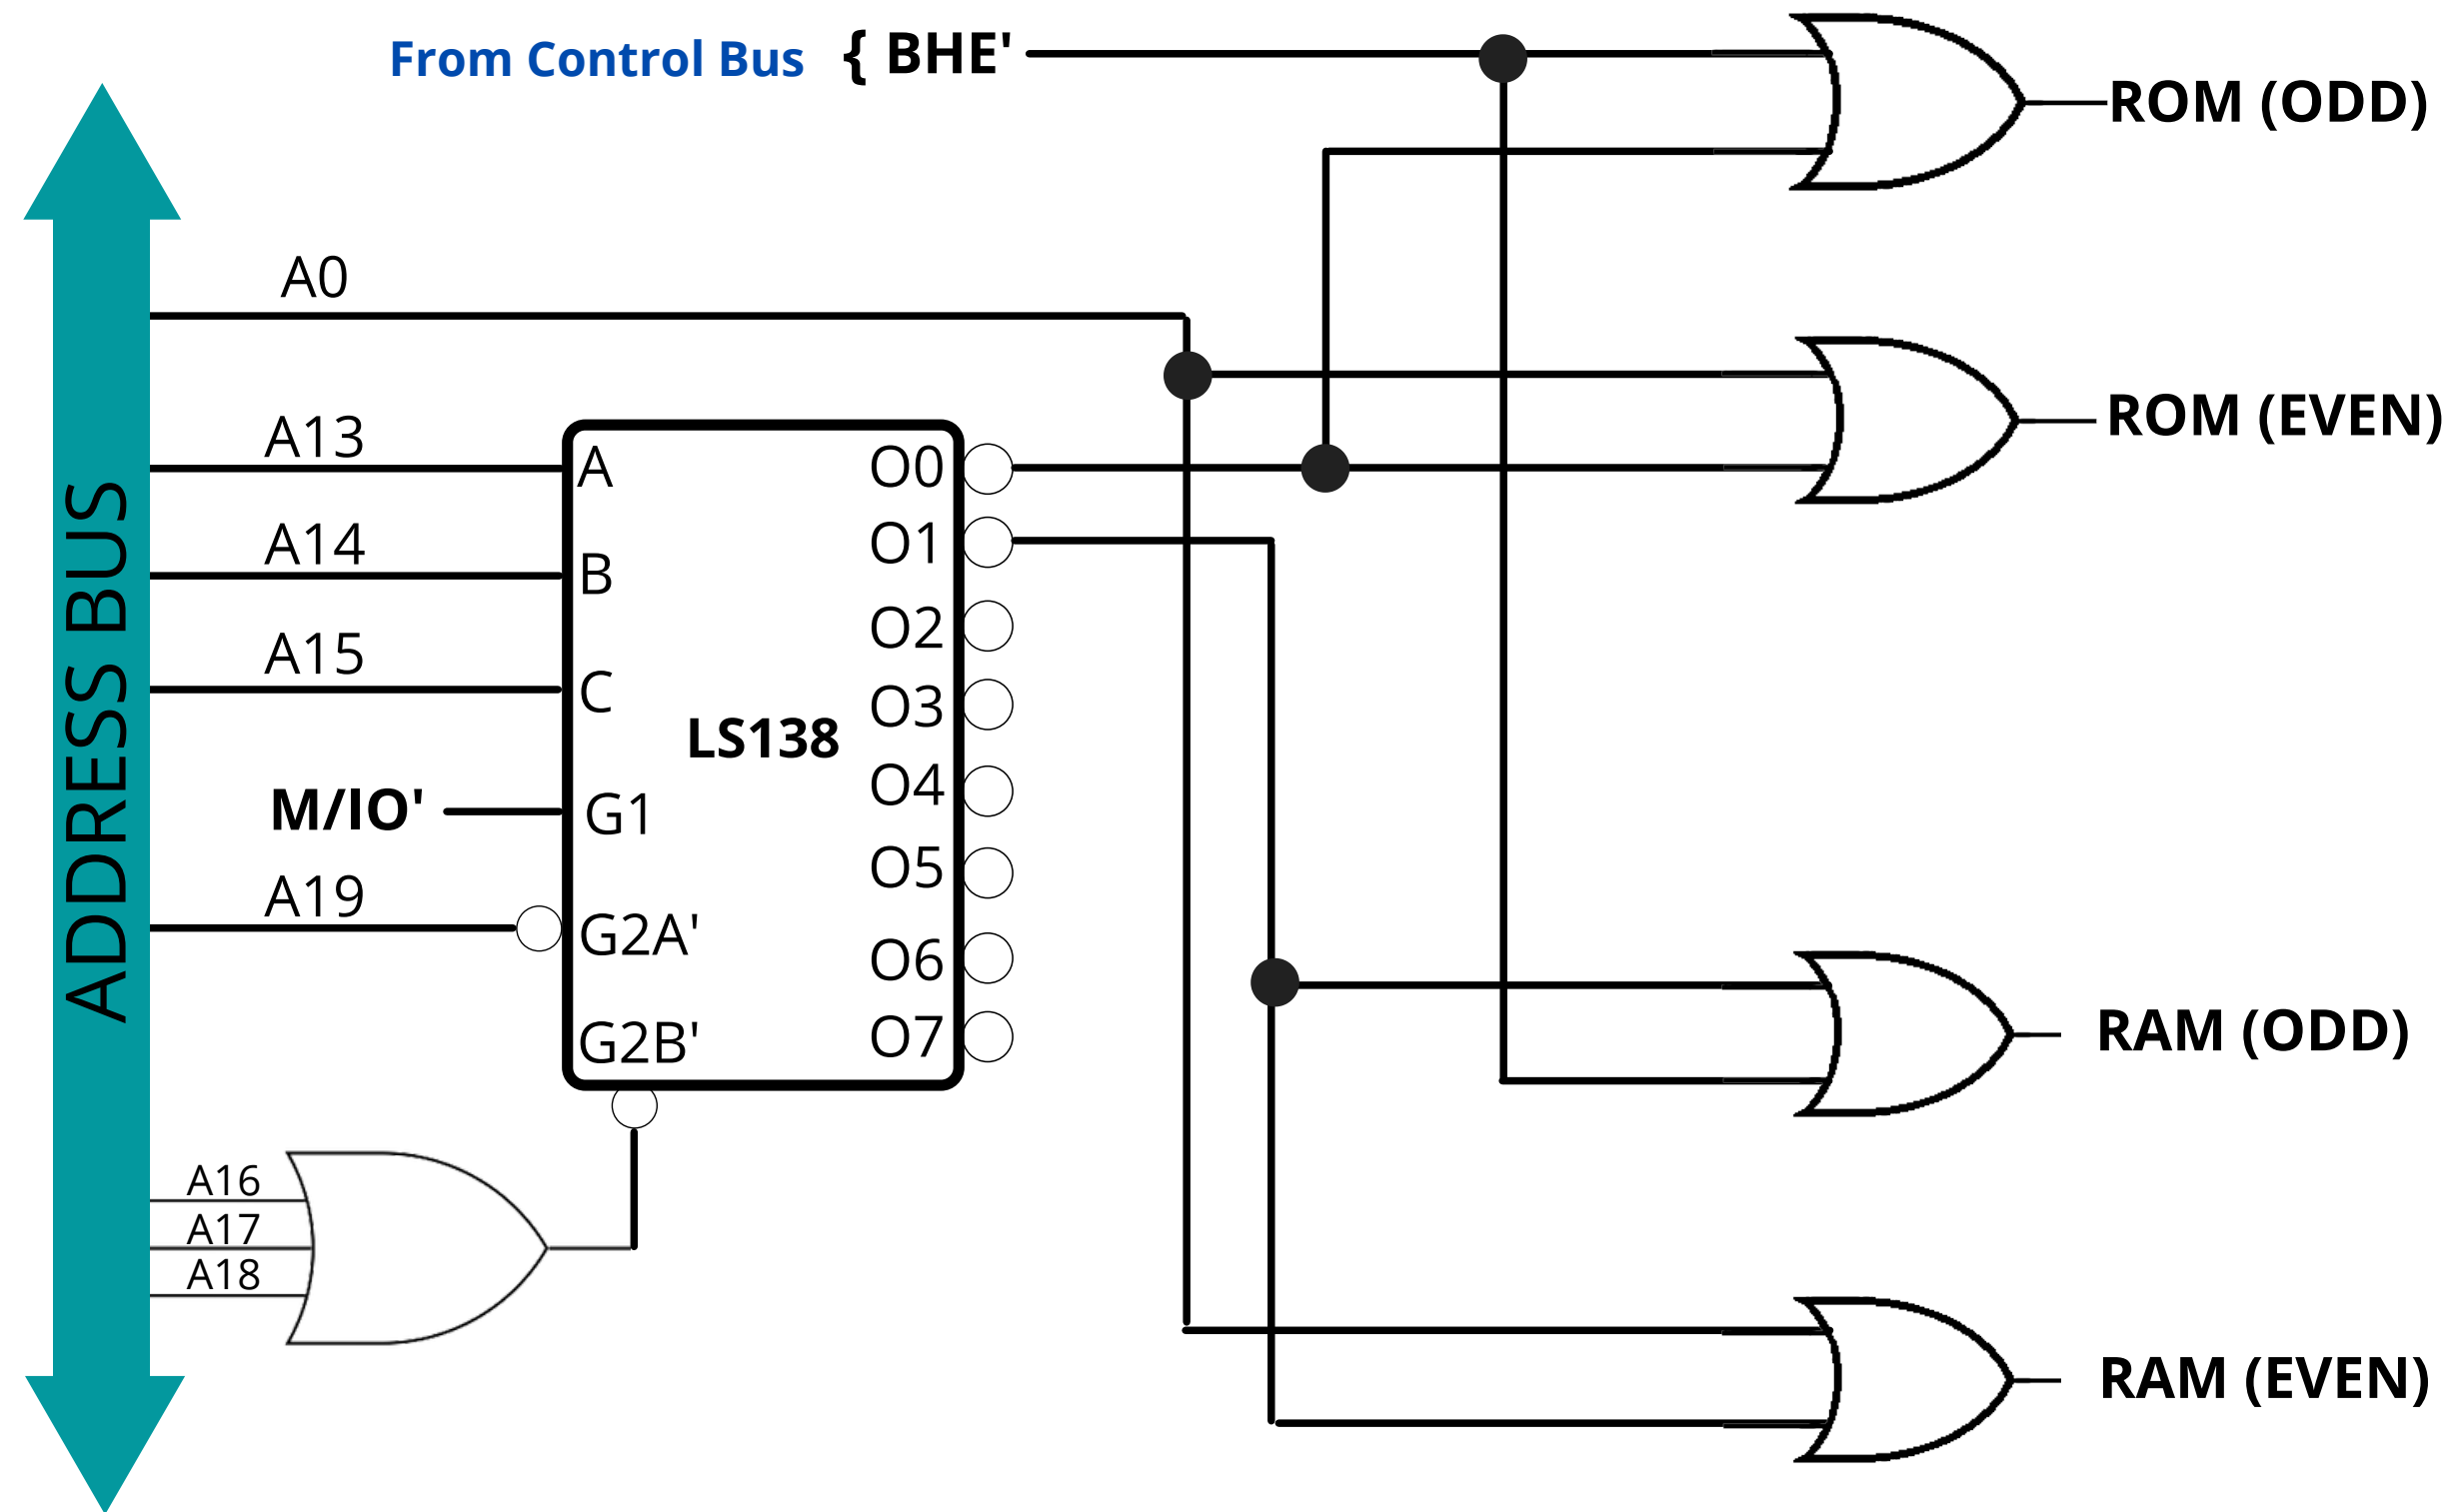 From Control Bus { BHE'
ROM (ODD)
A0
ROM (EVEN)
A13
A O0
A14
O1
B
O2
A15
C O3
LS138
M/IO'
G1 O4
A19
O5
G2A' O6
G2B' O7
RAM (ODD)
ADDRESS BUS
A16
A17
A18
RAM (EVEN)